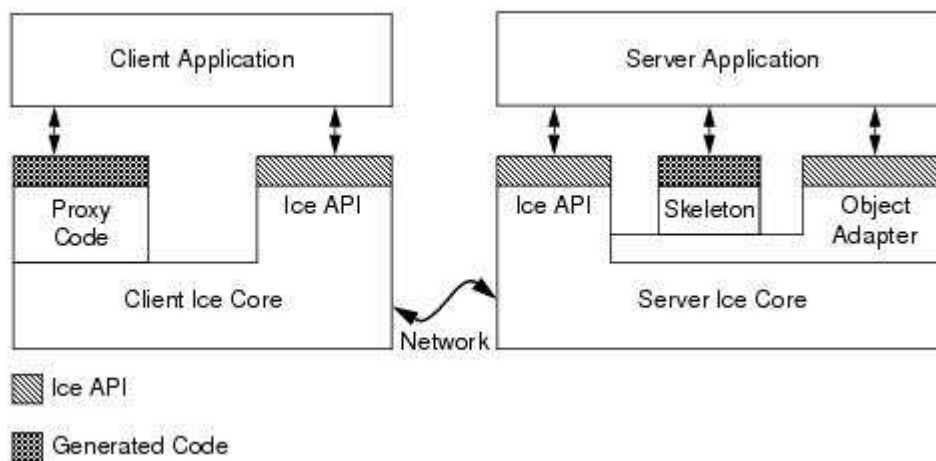 Client Application
Server Application
Proxy
Code
Ice API
Ice API
Skeleton
Object
Adapter
Client Ice Core
Server Ice Core
Network
Ice API
Generated Code